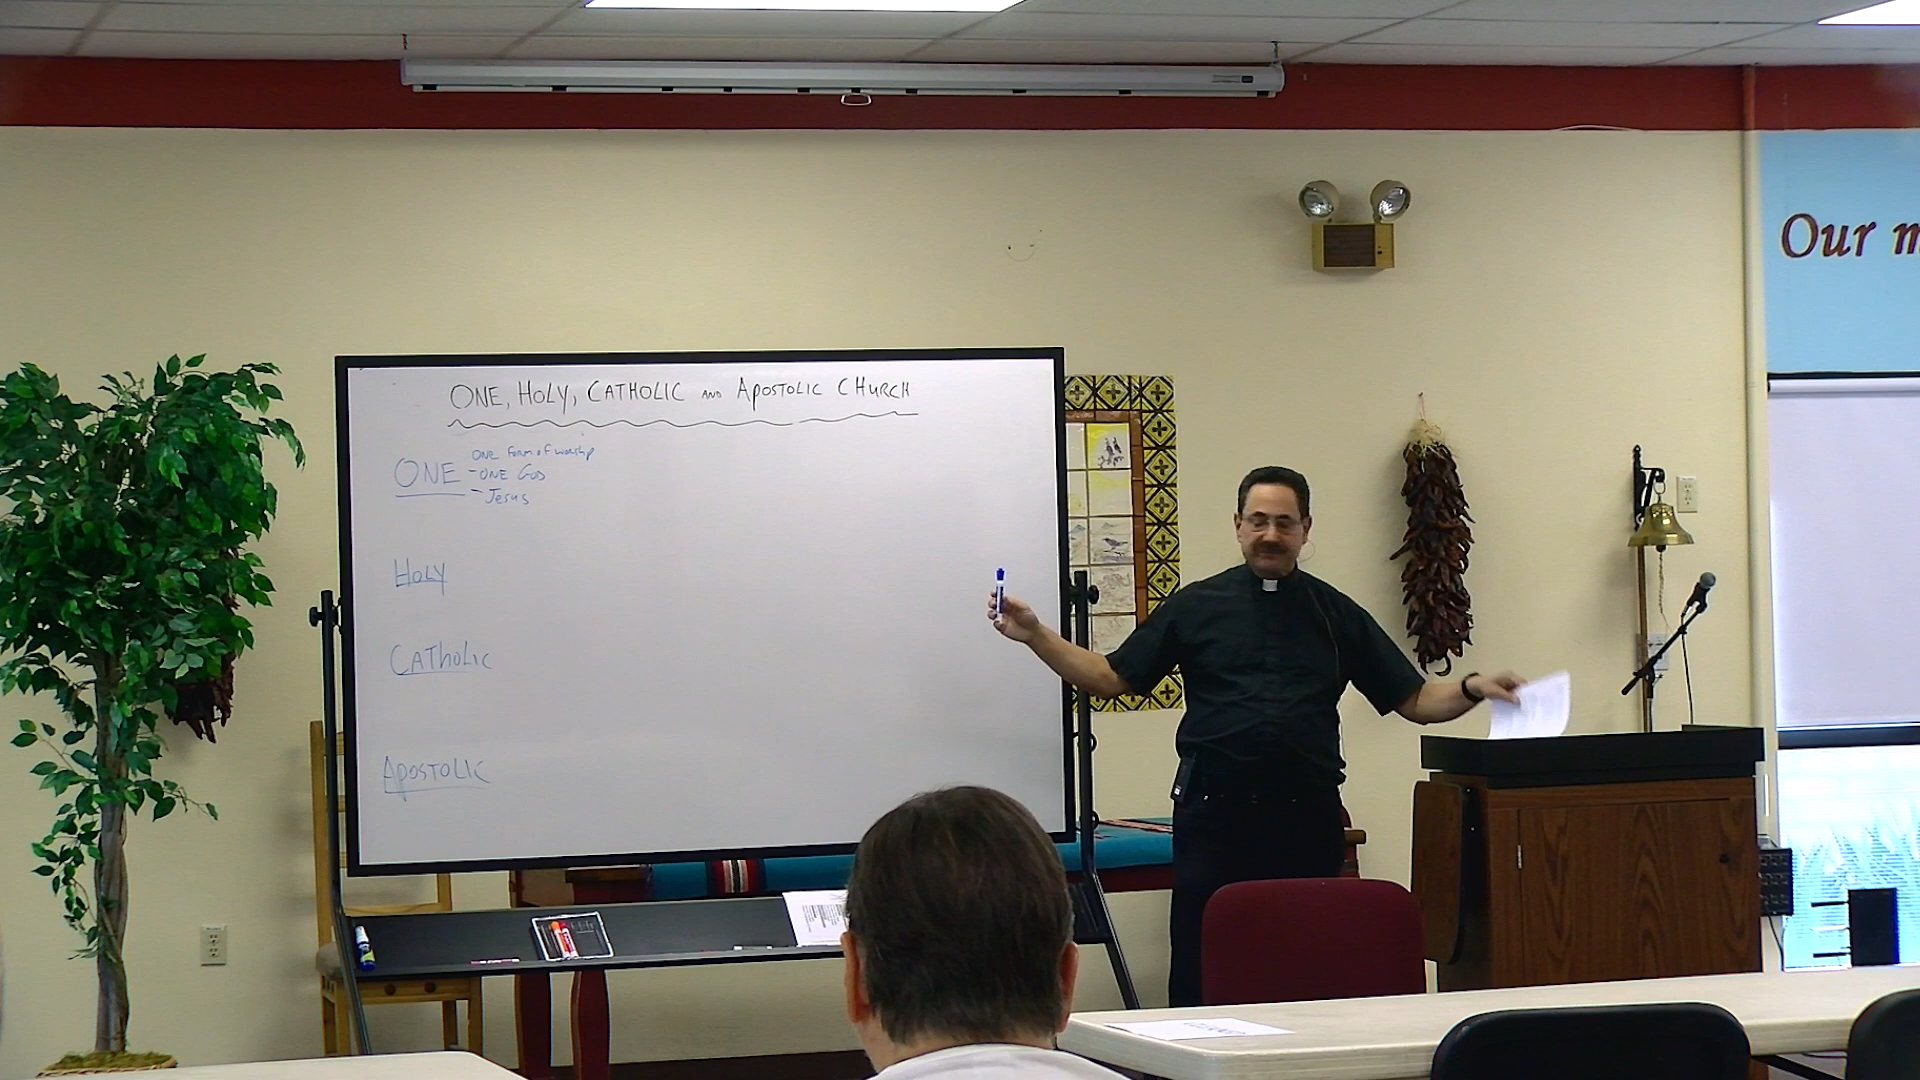 ONE, HOLY, CATHOLIC AND APOSTOLIC CHURCH
ONE
one form of worship
- ONE GOD
- Jesus
HOLY
CATHOLIC
APOSTOLIC
Our m